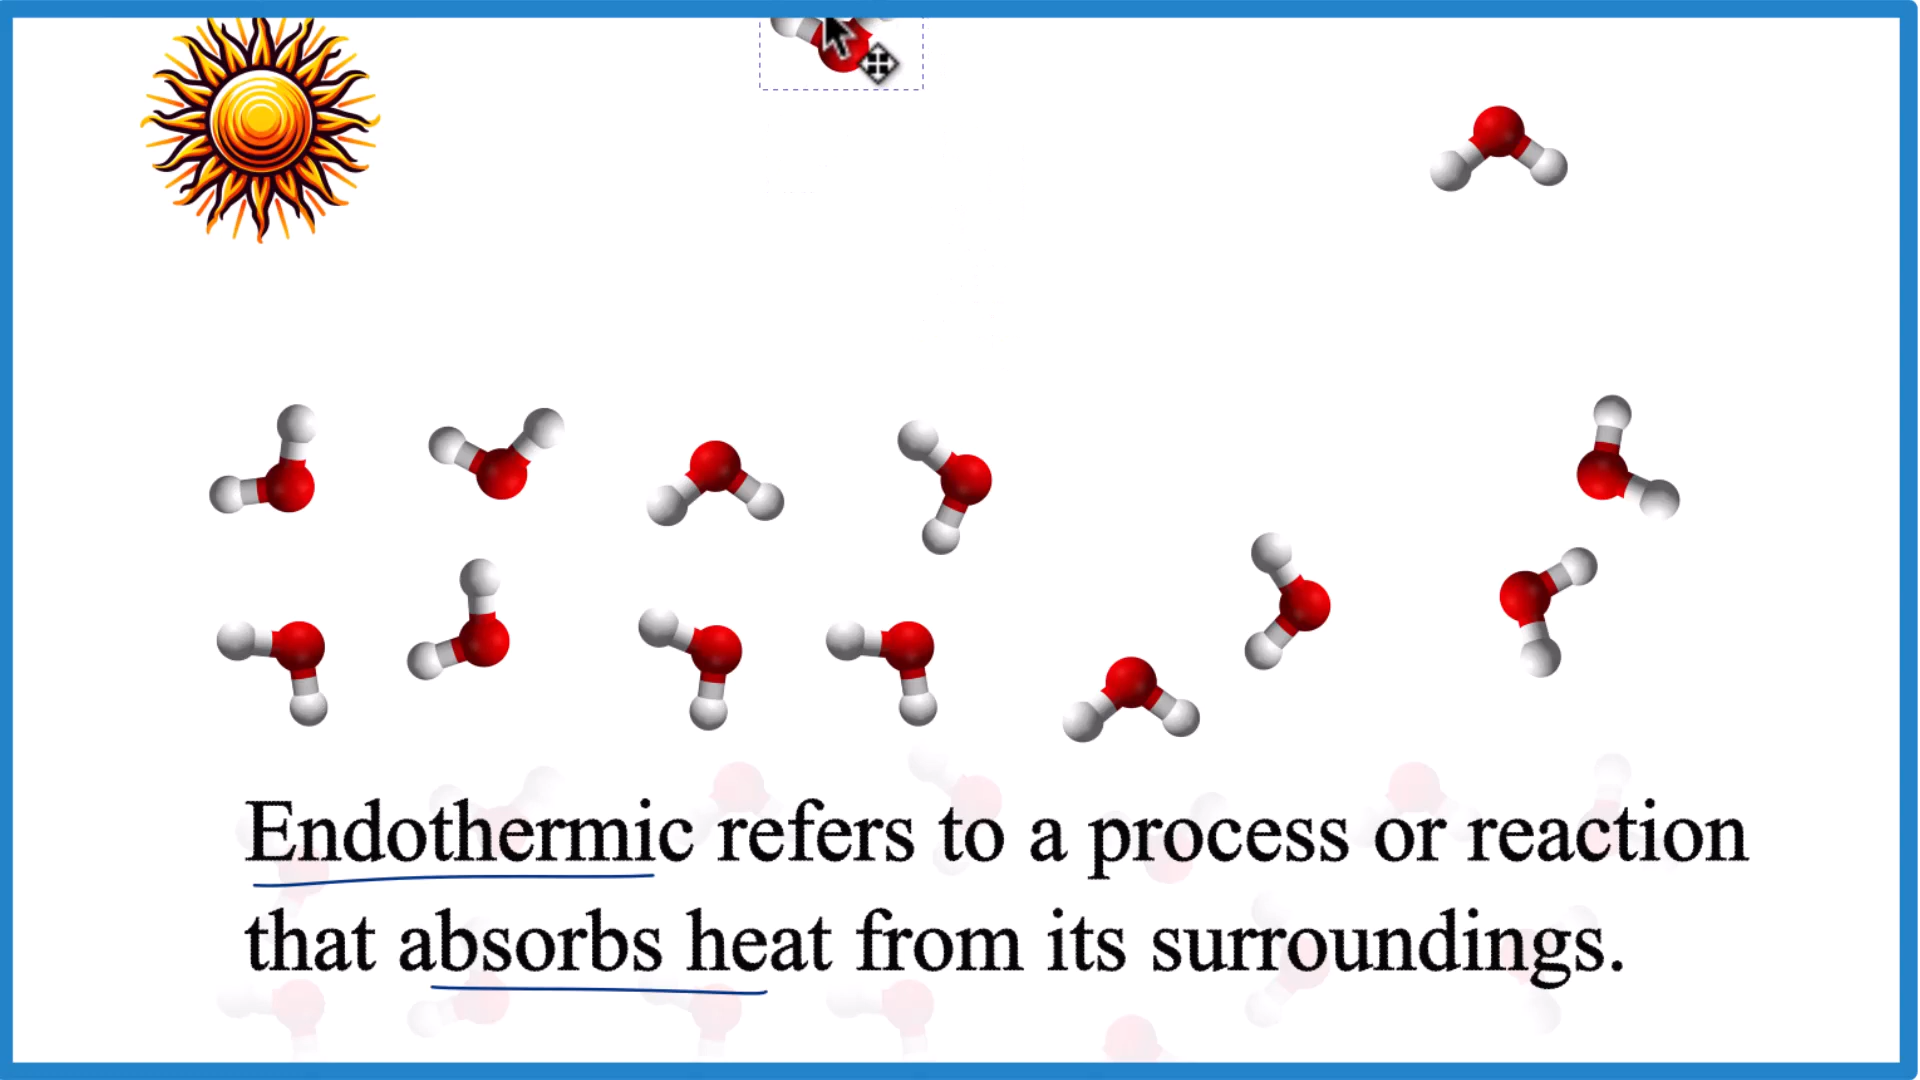 Endothermic refers to a process or reaction
that absorbs heat from its surroundings.